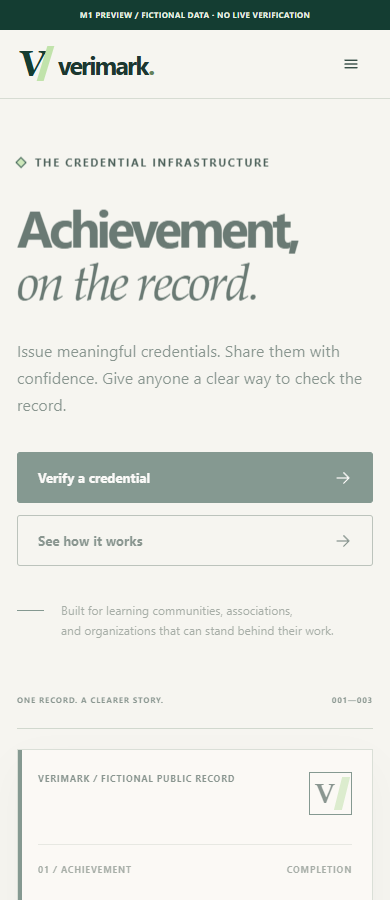 M1 PREVIEW / FICTIONAL DATA · NO LIVE VERIFICATION
V verimark.
THE CREDENTIAL INFRASTRUCTURE
Achievement,
on the record.
Issue meaningful credentials. Share them with
confidence. Give anyone a clear way to check the
record.
Verify a credential →
See how it works →
Built for learning communities, associations,
and organizations that can stand behind their work.
ONE RECORD. A CLEARER STORY. 001—003
VERIMARK / FICTIONAL PUBLIC RECORD V
01 / ACHIEVEMENT COMPLETION